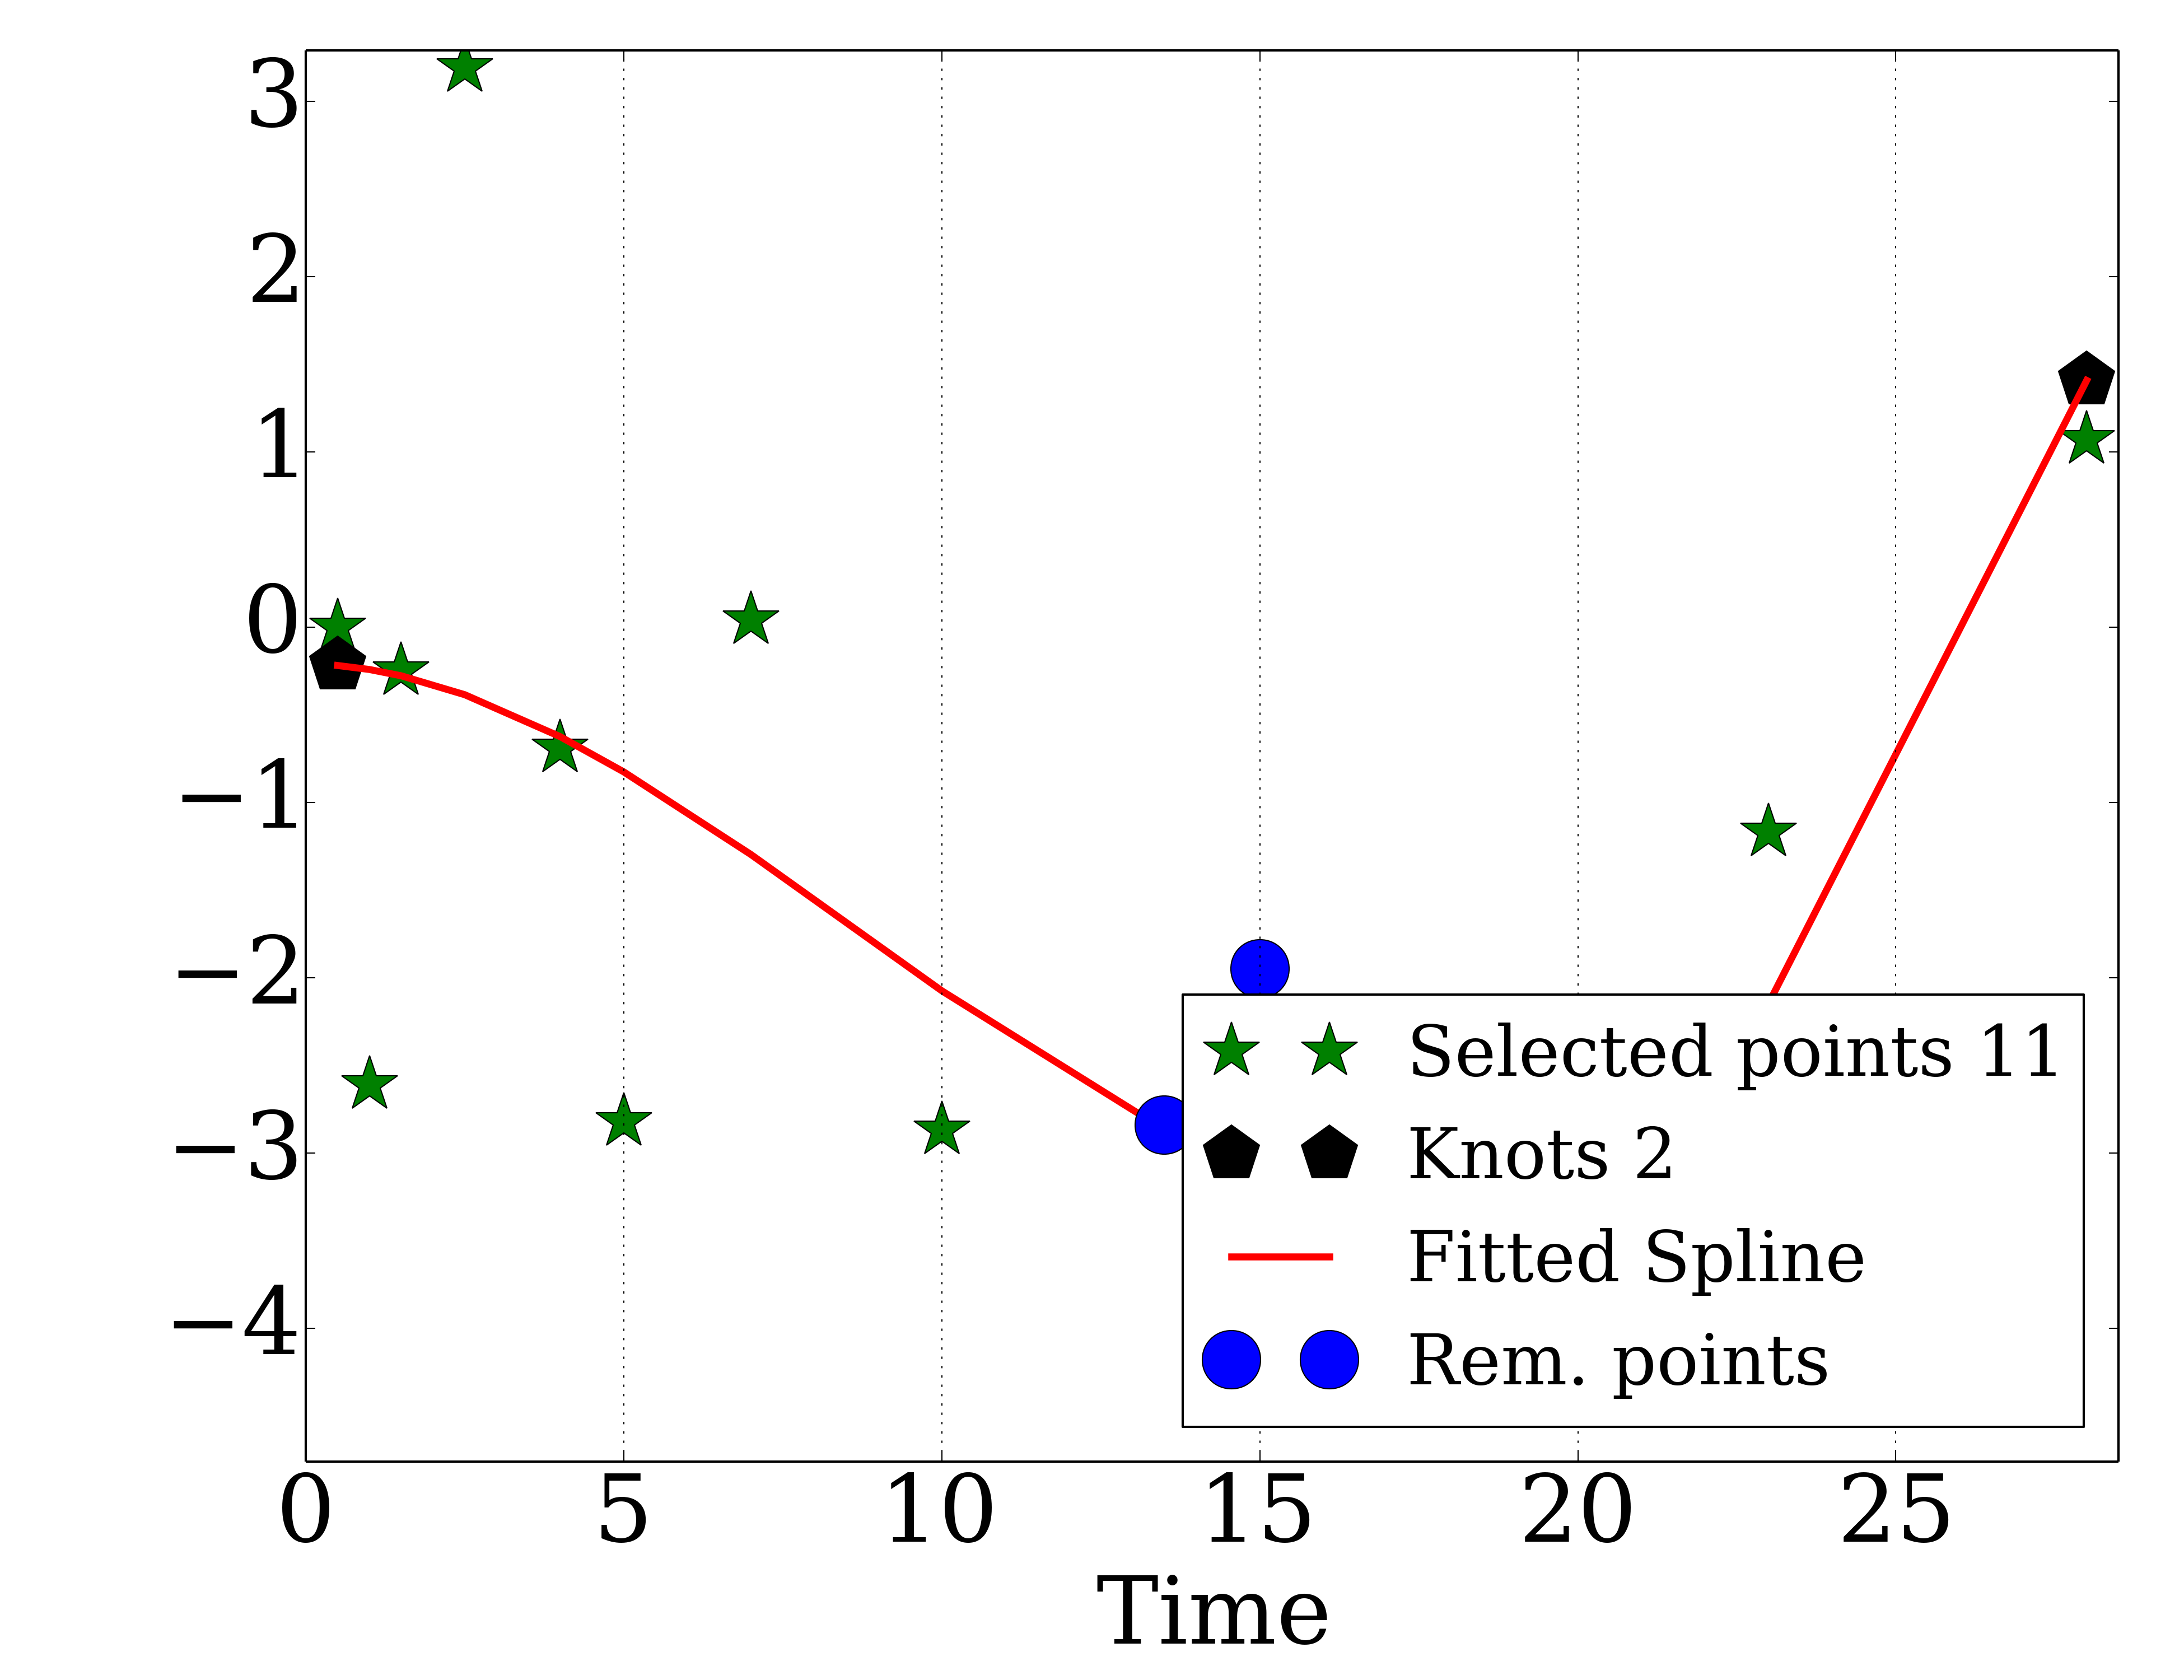 3
2
1
0
−1
−2
−3
−4
Selected points 11
Knots 2
Fitted Spline
Rem. points
0 5 10 15 20 25
Time